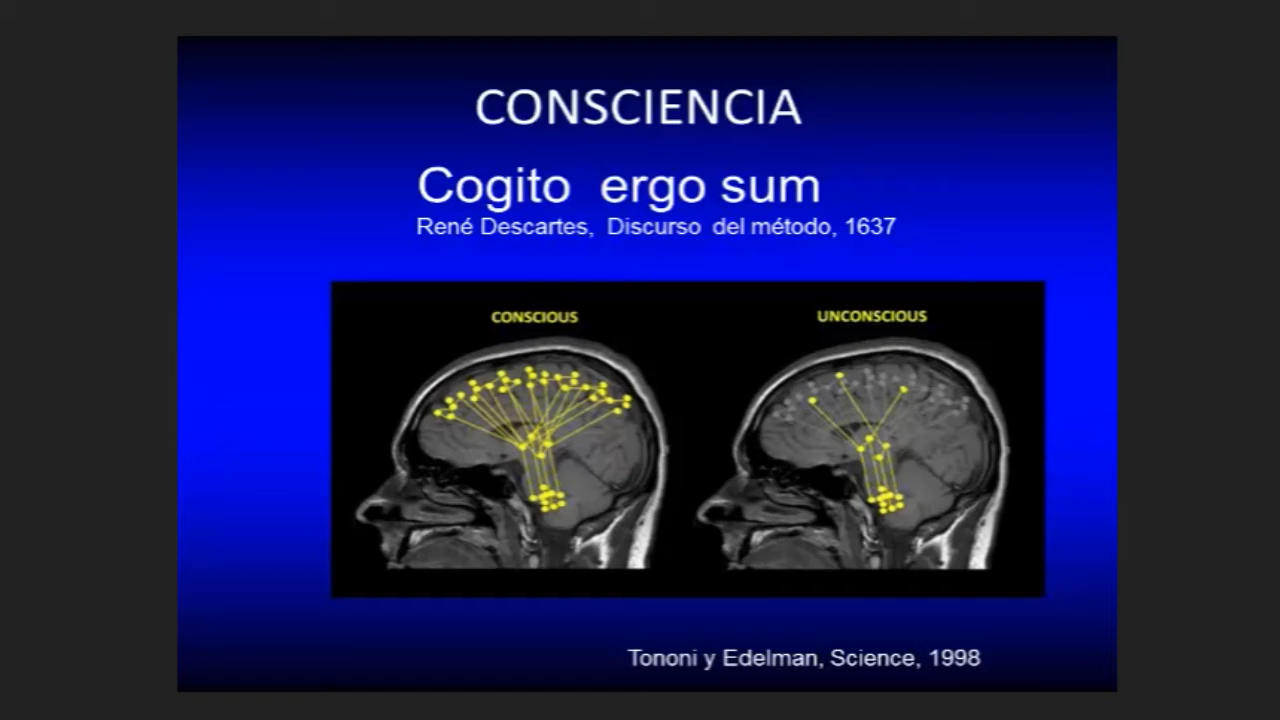 CONSCIENCIA
Cogito ergo sum
René Descartes, Discurso del método, 1637
CONSCIOUS
UNCONSCIOUS
Tononi y Edelman, Science, 1998